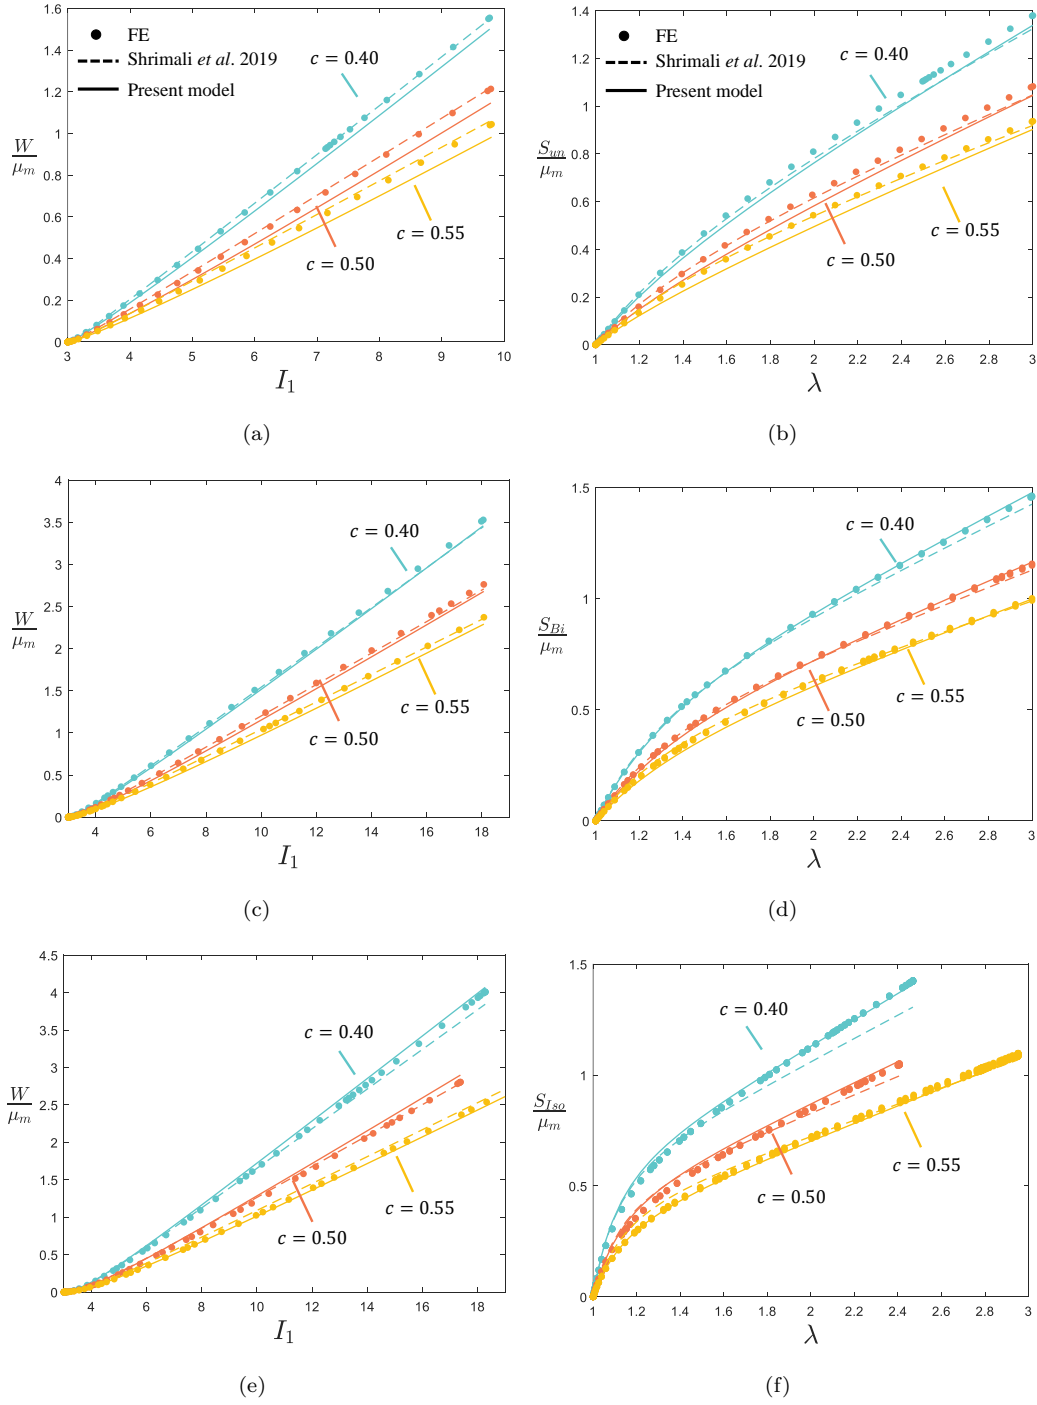 FE
Shrimali et al. 2019
Present model
c = 0.40
c = 0.50
c = 0.55
W
μm
0
0.2
0.4
0.6
0.8
1
1.2
1.4
1.6
3
4
5
6
7
8
9
10
I1
(a)
FE
Shrimali et al. 2019
Present model
c = 0.40
c = 0.50
c = 0.55
Sun
μm
0
0.2
0.4
0.6
0.8
1
1.2
1.4
1
1.2
1.4
1.6
1.8
2
2.2
2.4
2.6
2.8
3
λ
(b)
c = 0.40
c = 0.50
c = 0.55
W
μm
0
0.5
1
1.5
2
2.5
3
3.5
4
4
6
8
10
12
14
16
18
I1
(c)
c = 0.40
c = 0.50
c = 0.55
SBi
μm
0
0.5
1
1.5
1
1.2
1.4
1.6
1.8
2
2.2
2.4
2.6
2.8
3
λ
(d)
c = 0.40
c = 0.50
c = 0.55
W
μm
0
0.5
1
1.5
2
2.5
3
3.5
4
4.5
4
6
8
10
12
14
16
18
I1
(e)
c = 0.40
c = 0.50
c = 0.55
SIso
μm
0
0.5
1
1.5
1
1.2
1.4
1.6
1.8
2
2.2
2.4
2.6
2.8
3
λ
(f)